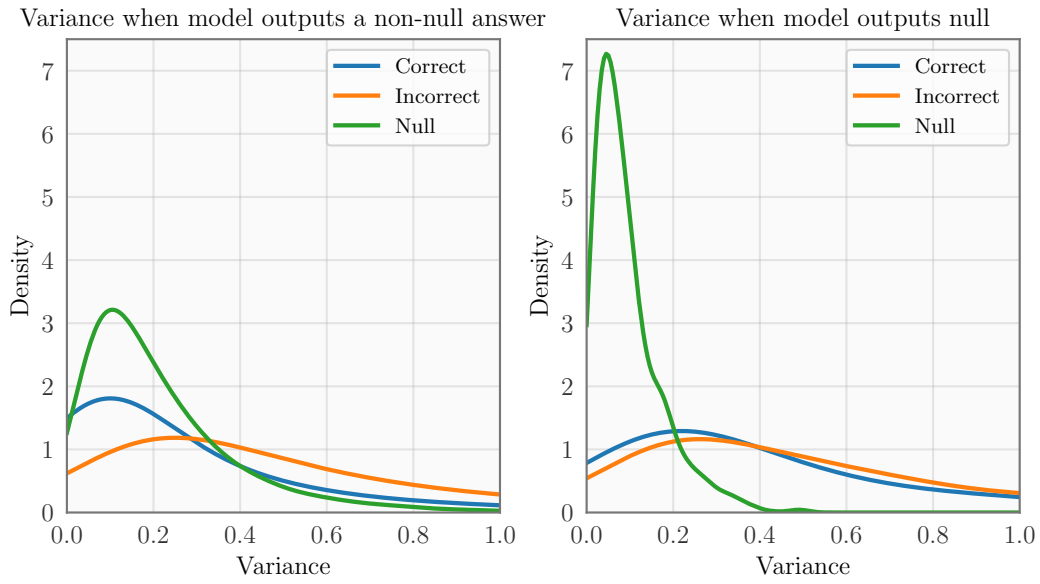 Variance when model outputs a non-null answer
7
6
5
4
3
2
1
0
Density
0.0 0.2 0.4 0.6 0.8 1.0
Variance
Correct
Incorrect
Null
Variance when model outputs null
7
6
5
4
3
2
1
0
Density
0.0 0.2 0.4 0.6 0.8 1.0
Variance
Correct
Incorrect
Null